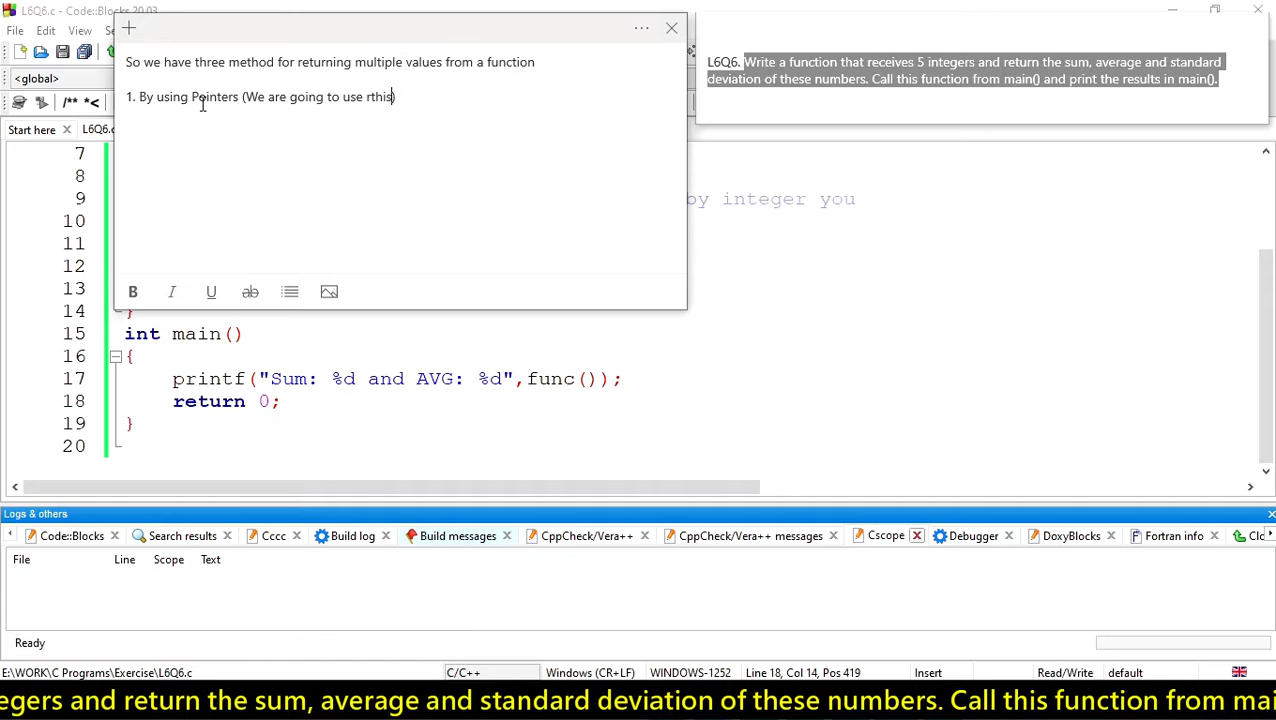 L6Q6.c - Code::Blocks 20.03
File Edit View
<global>
/** *<
Start here
L6Q6.
So we have three method for returning multiple values from a function
1. By using Pointers (We are going to use rthis)
B I U ab
L6Q6. Write a function that receives 5 integers and return the sum, average and standard
deviation of these numbers. Call this function from main() and print the results in main().
7
8
9 by integer you
10
11
12
13
14 }
15 int main()
16 {
17 printf("Sum: %d and AVG: %d",func());
18 return 0;
19 }
20
Logs & others
Code::Blocks Search results Cccc Build log Build messages CppCheck/Vera++ CppCheck/Vera++ messages Cscope Debugger DoxyBlocks Fortran info Clo
File Line Scope Text
Ready
E:\WORK\C Programs\Exercise\L6Q6.c C/C++ Windows (CR+LF) WINDOWS-1252 Line 18, Col 14, Pos 419 Insert Read/Write default
egers and return the sum, average and standard deviation of these numbers. Call this function from mai